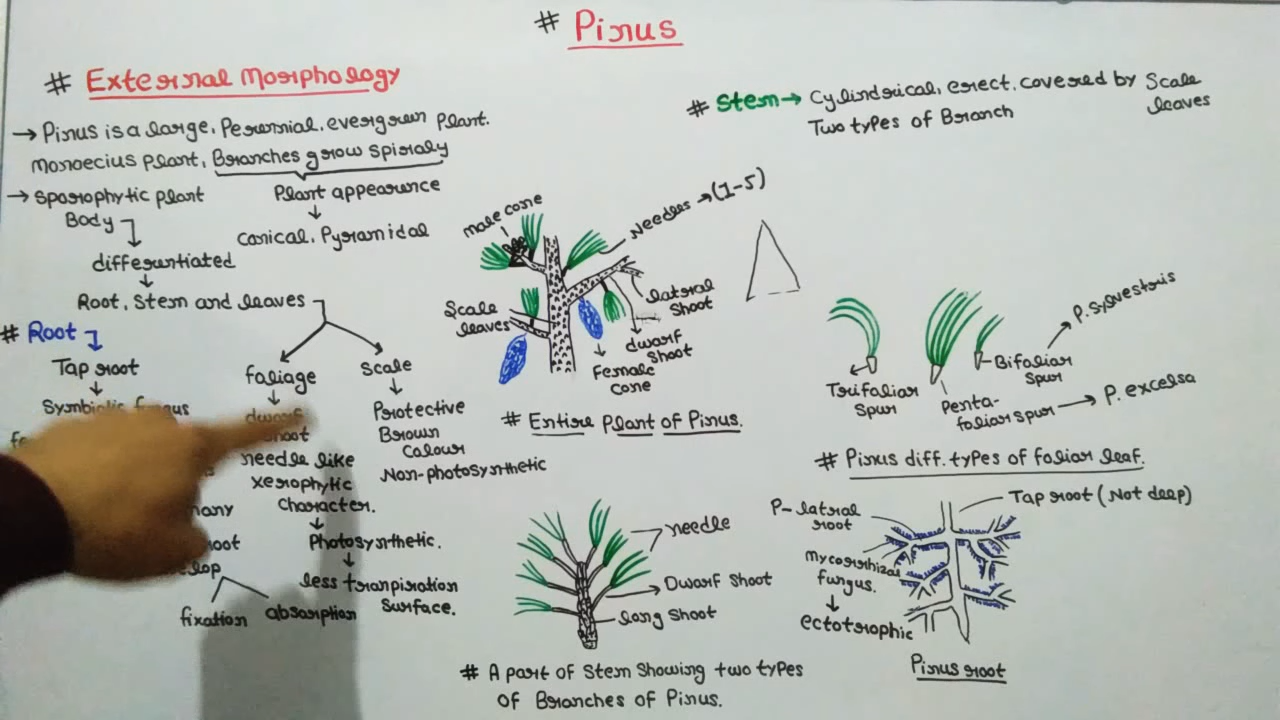 # Pinus
# External Morphology
→ Pinus is a large, Perennial, evergreen plant.
Monoecius plant, Branches grow spiraly
Plant appearance
↓
Conical, Pyramidal
→ Sporophytic plant
Body
↓
differentiated
↓
Root, Stem and leaves
# Root
Tap root
↓
foliage
↓
needle like
xerophytic
character.
↓
Photosynthetic.
↓
less tranpiration
Surface.
Scale
↓
Protective
Brown
Colour
Non-photosynthetic
fixation
absorption
# Stem → Cylindrical, erect, covered by Scale
leaves
Two types of Branch
male cone
Needles → (1-5)
Scale
leaves
latral
Shoot
dwarf
Shoot
Female
Cone
# Entire Plant of Pinus.
Trifoliar
Spur
Penta-
foliar spur → P. excelsa
Bifoliar
Spur
P. sylvestris
# Pinus diff. types of foliar leaf.
needle
Dwarf Shoot
long Shoot
# A part of Stem Showing two types
of Branches of Pinus.
Tap root (Not deep)
P- latral
root
mycorrhizal
fungus.
↓
ectotrophic
Pinus root